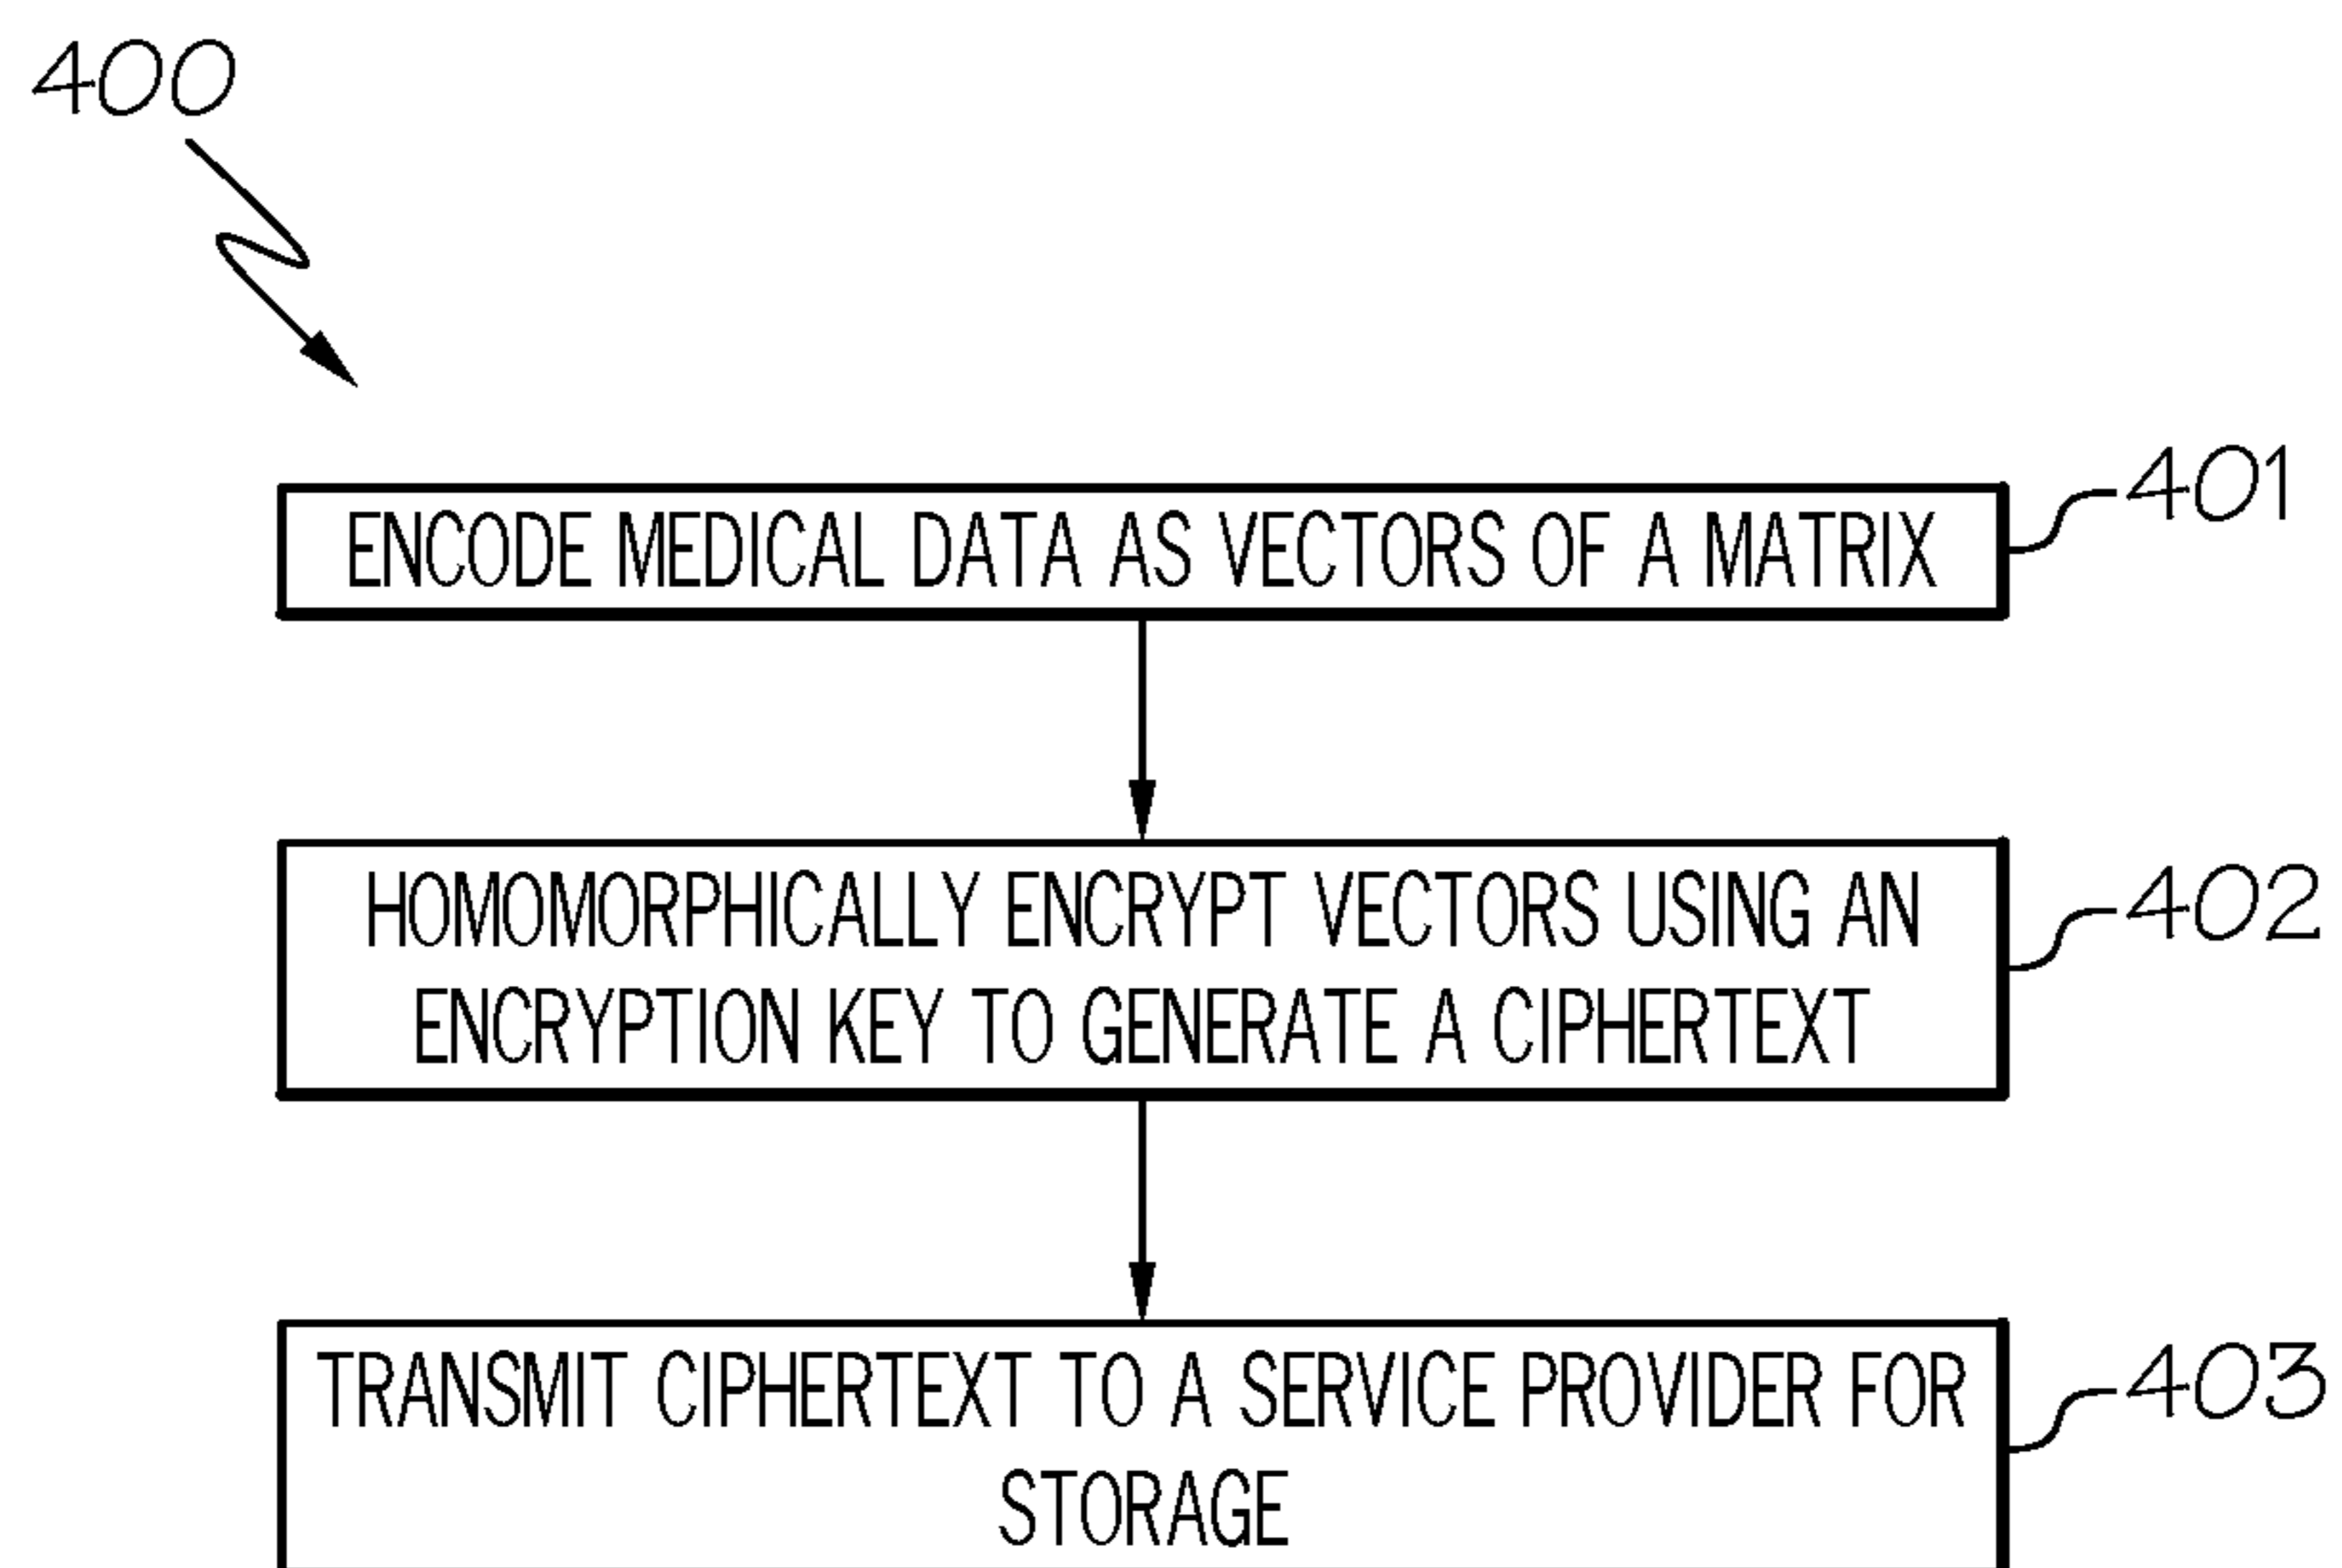 400
ENCODE MEDICAL DATA AS VECTORS OF A MATRIX
401
HOMOMORPHICALLY ENCRYPT VECTORS USING AN
ENCRYPTION KEY TO GENERATE A CIPHERTEXT
402
TRANSMIT CIPHERTEXT TO A SERVICE PROVIDER FOR
STORAGE
403